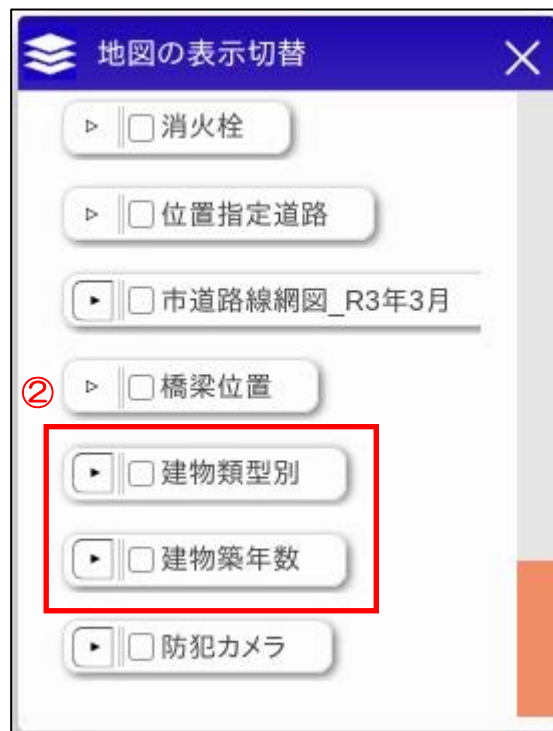 地図の表示切替
消火栓
位置指定道路
市道路線網図_R3年3月
② 橋梁位置
建物類型別
建物築年数
防犯カメラ